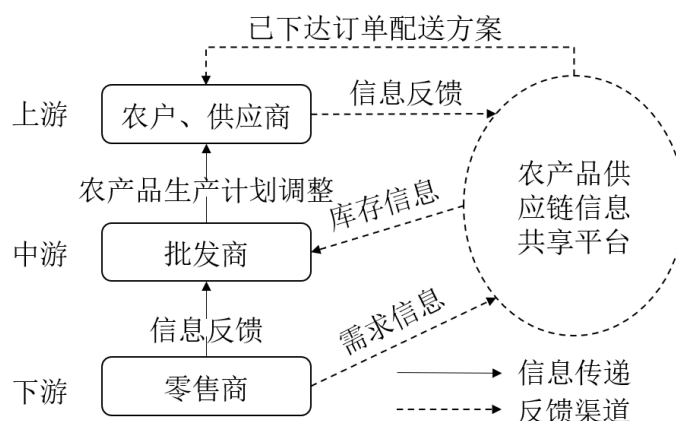 已下达订单配送方案
上游
农户、供应商
信息反馈
农产品生产计划调整
库存信息
农产品供
应链信息
共享平台
中游
批发商
信息反馈
需求信息
下游
零售商
信息传递
反馈渠道